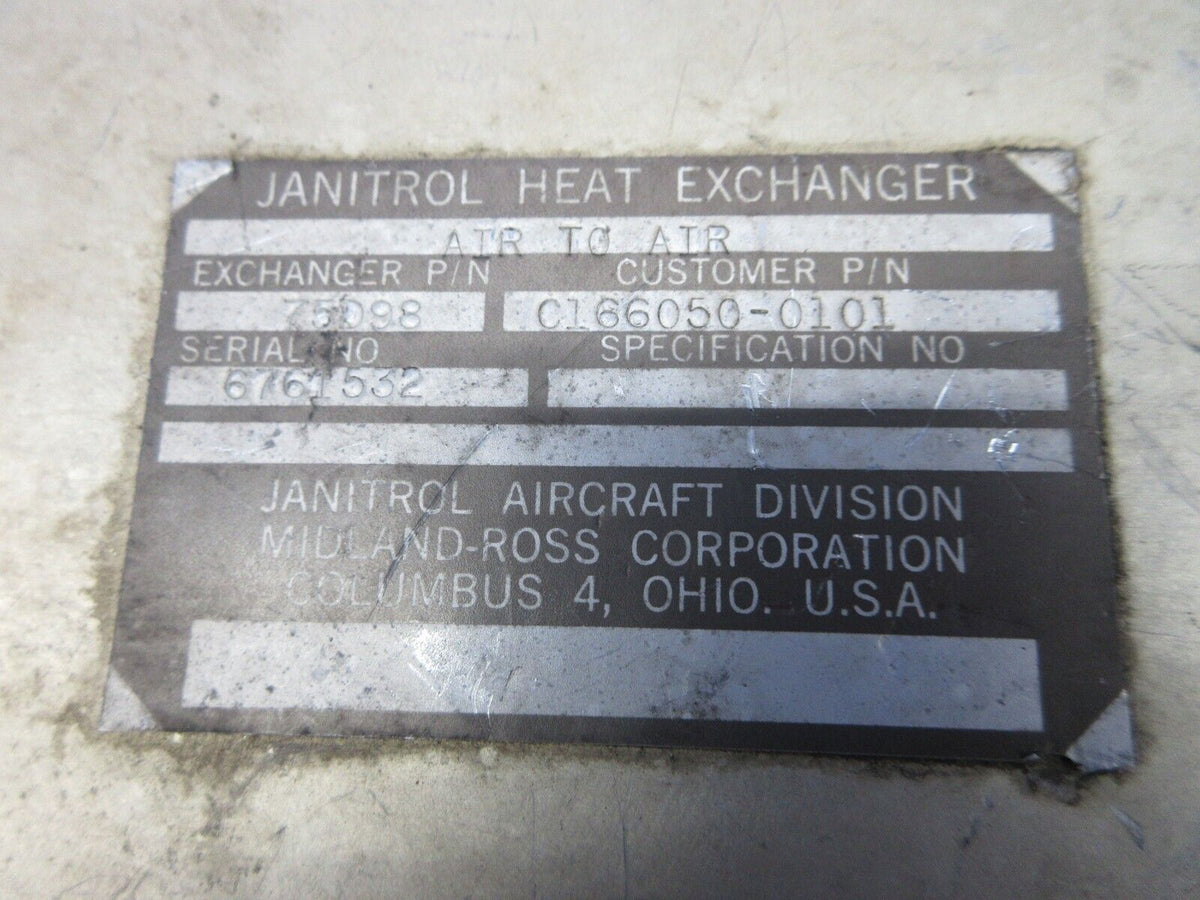 JANITROL HEAT EXCHANGER
AIR TO AIR
EXCHANGER P/N CUSTOMER P/N
C166050-0101
SERIAL NO SPECIFICATION NO
6761532
JANITROL AIRCRAFT DIVISION
MIDLAND-ROSS CORPORATION
COLUMBUS 4, OHIO. U.S.A.